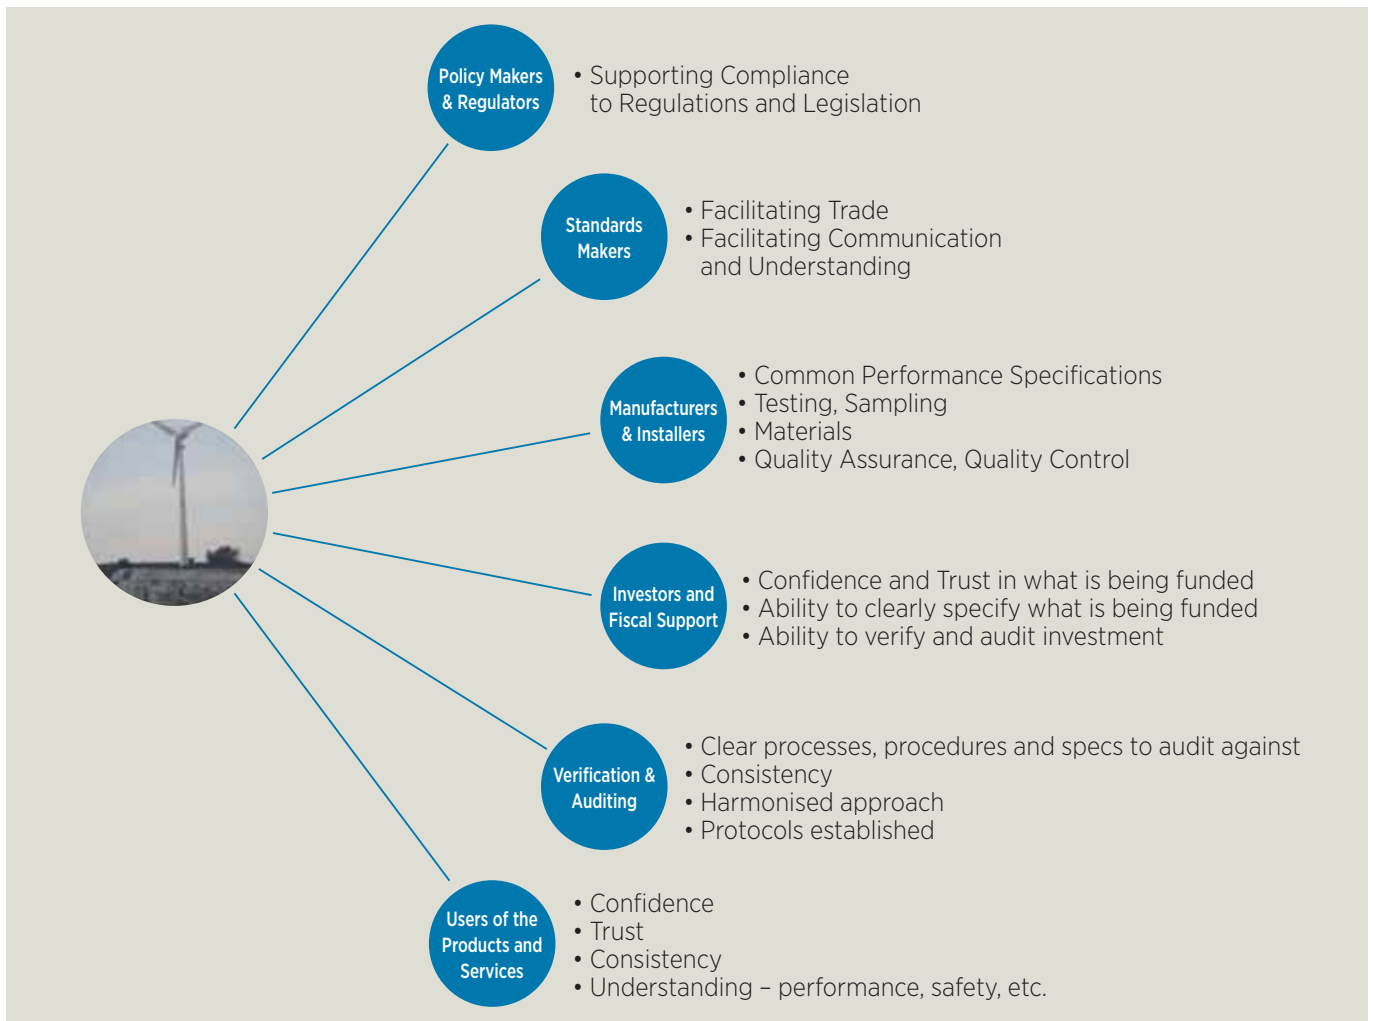 Policy Makers
& Regulators
• Supporting Compliance
to Regulations and Legislation
Standards
Makers
• Facilitating Trade
• Facilitating Communication
and Understanding
Manufacturers
& Installers
• Common Performance Specifications
• Testing, Sampling
• Materials
• Quality Assurance, Quality Control
Investors and
Fiscal Support
• Confidence and Trust in what is being funded
• Ability to clearly specify what is being funded
• Ability to verify and audit investment
Verification &
Auditing
• Clear processes, procedures and specs to audit against
• Consistency
• Harmonised approach
• Protocols established
Users of the
Products and
Services
• Confidence
• Trust
• Consistency
• Understanding – performance, safety, etc.